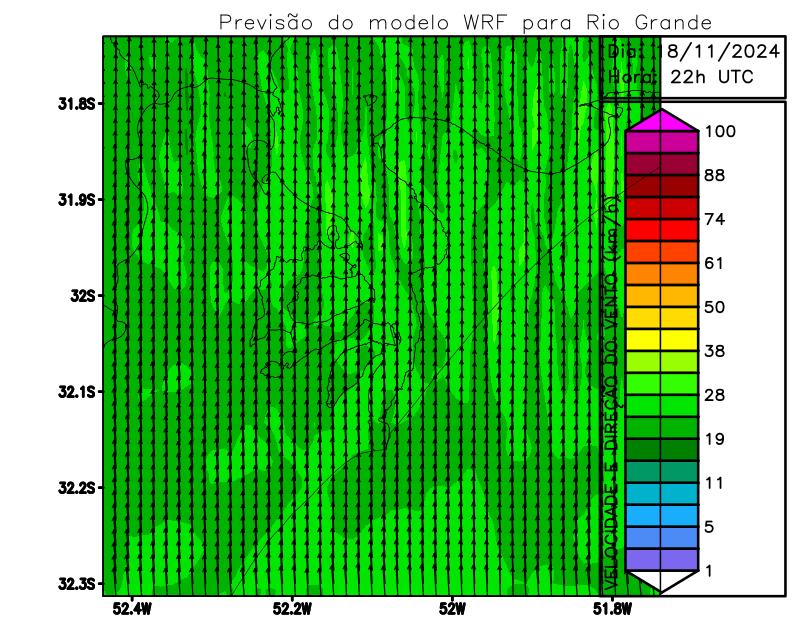 Previsão do modelo WRF para Rio Grande
Dia: 18/11/2024
Hora: 22h UTC
31.8S
31.9S
32S
32.1S
32.2S
32.3S
52.4W
52.2W
52W
51.8W
VELOCIDADE E DIREÇÃO DO VENTO (km/h)
100
88
74
61
50
38
28
19
11
5
1